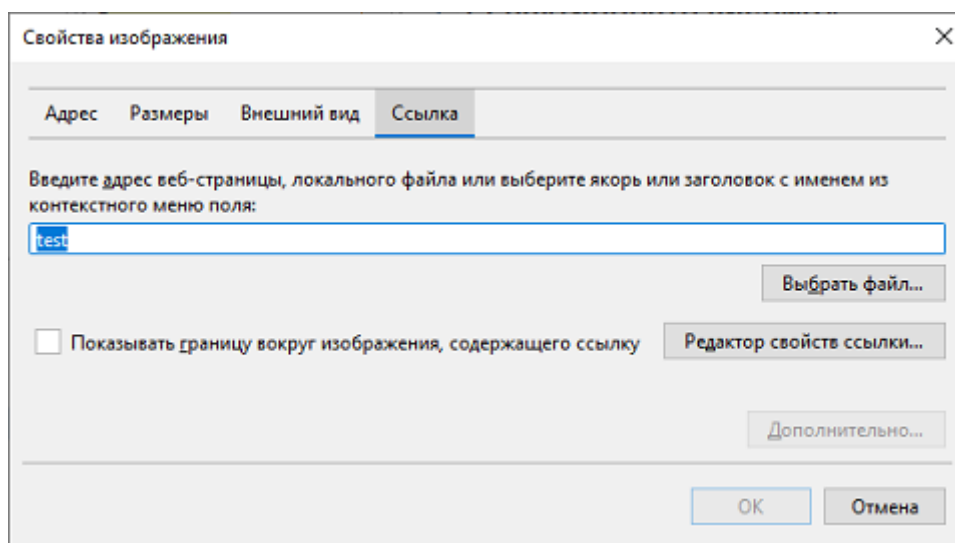 Свойства изображения
Адрес Размеры Внешний вид Ссылка
Введите адрес веб-страницы, локального файла или выберите якорь или заголовок с именем из
контекстного меню поля:
test
Выбрать файл...
Показывать границу вокруг изображения, содержащего ссылку
Редактор свойств ссылки...
Дополнительно...
ОК Отмена